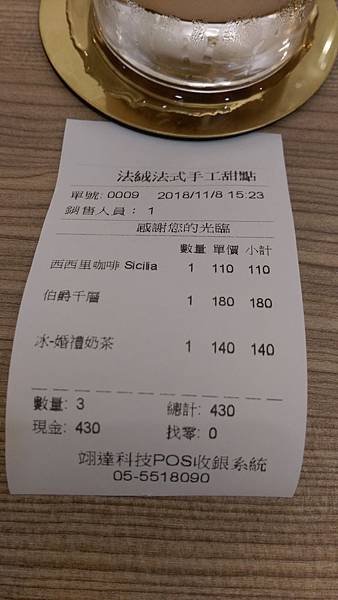 法絨法式手工甜點
單號: 0009 2018/11/8 15:23
銷售人員: 1
感謝您的光臨
數量 單價 小計
西西里咖啡 Sicilia 1 110 110
伯爵千層 1 180 180
冰-婚禮奶茶 1 140 140
數量: 3 總計: 430
現金: 430 找零: 0
翊達科技POS收銀系統
05-5518090